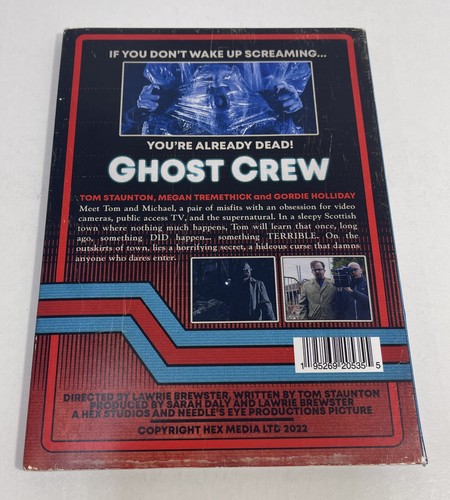 IF YOU DON'T WAKE UP SCREAMING...
YOU'RE ALREADY DEAD!
GHOST CREW
TOM STAUNTON, MEGAN TREMETHICK and GORDIE HOLLIDAY
Meet Tom and Michael, a pair of misfits with an obsession for video
cameras, public access TV, and the supernatural. In a sleepy Scottish
town where nothing much happens, Tom will learn that once, long
ago, something DID happen... something TERRIBLE. On the
outskirts of town, lies a horrifying secret, a hideous curse that damns
anyone who dares enter.
1 95269 20535 5
DIRECTED BY LAWRIE BREWSTER, WRITTEN BY TOM STAUNTON
PRODUCED BY SARAH DALY AND LAWRIE BREWSTER
A HEX STUDIOS AND NEEDLE'S EYE PRODUCTIONS PICTURE
COPYRIGHT HEX MEDIA LTD 2022